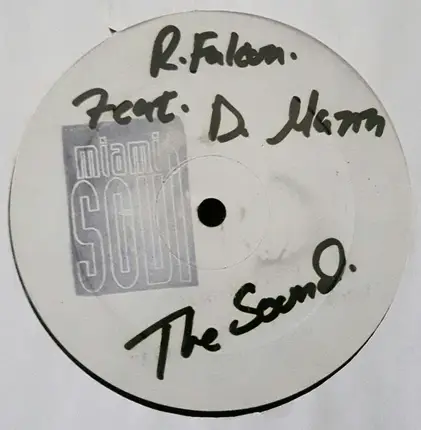 R. Falcon.
Feat. D. Mann
miami
SOUL
The Sound.